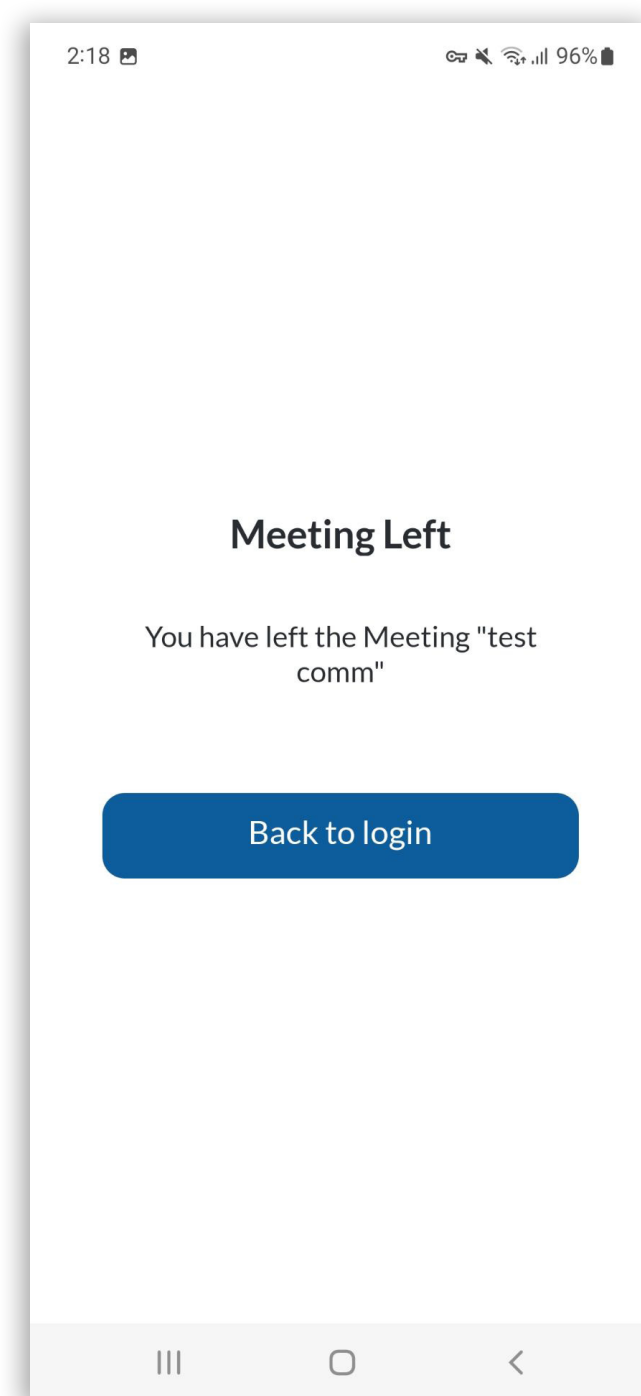 2:18 96%
Meeting Left
You have left the Meeting "test
comm"
Back to login